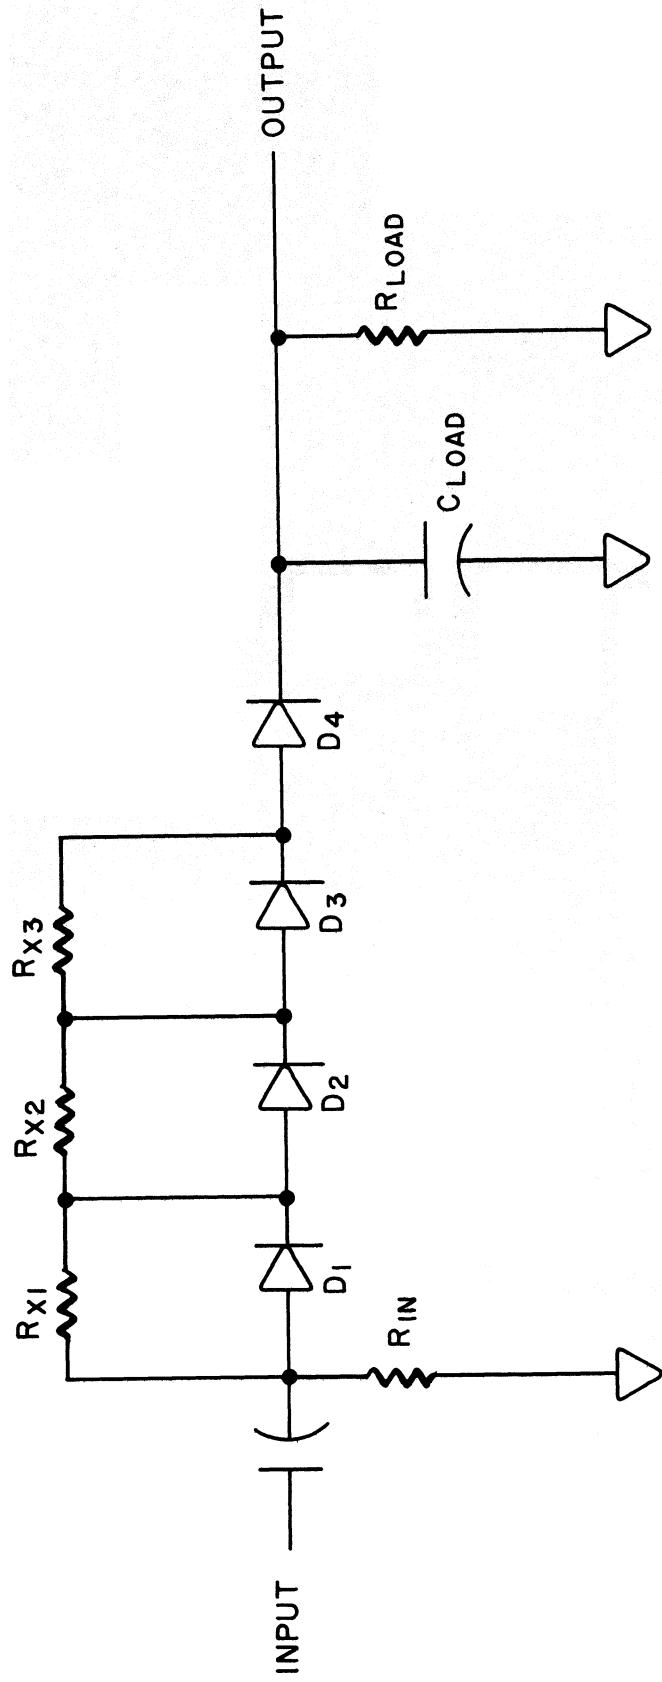 INPUT
RX1
RX2
RX3
RIN
D1
D2
D3
D4
CLOAD
RLOAD
OUTPUT